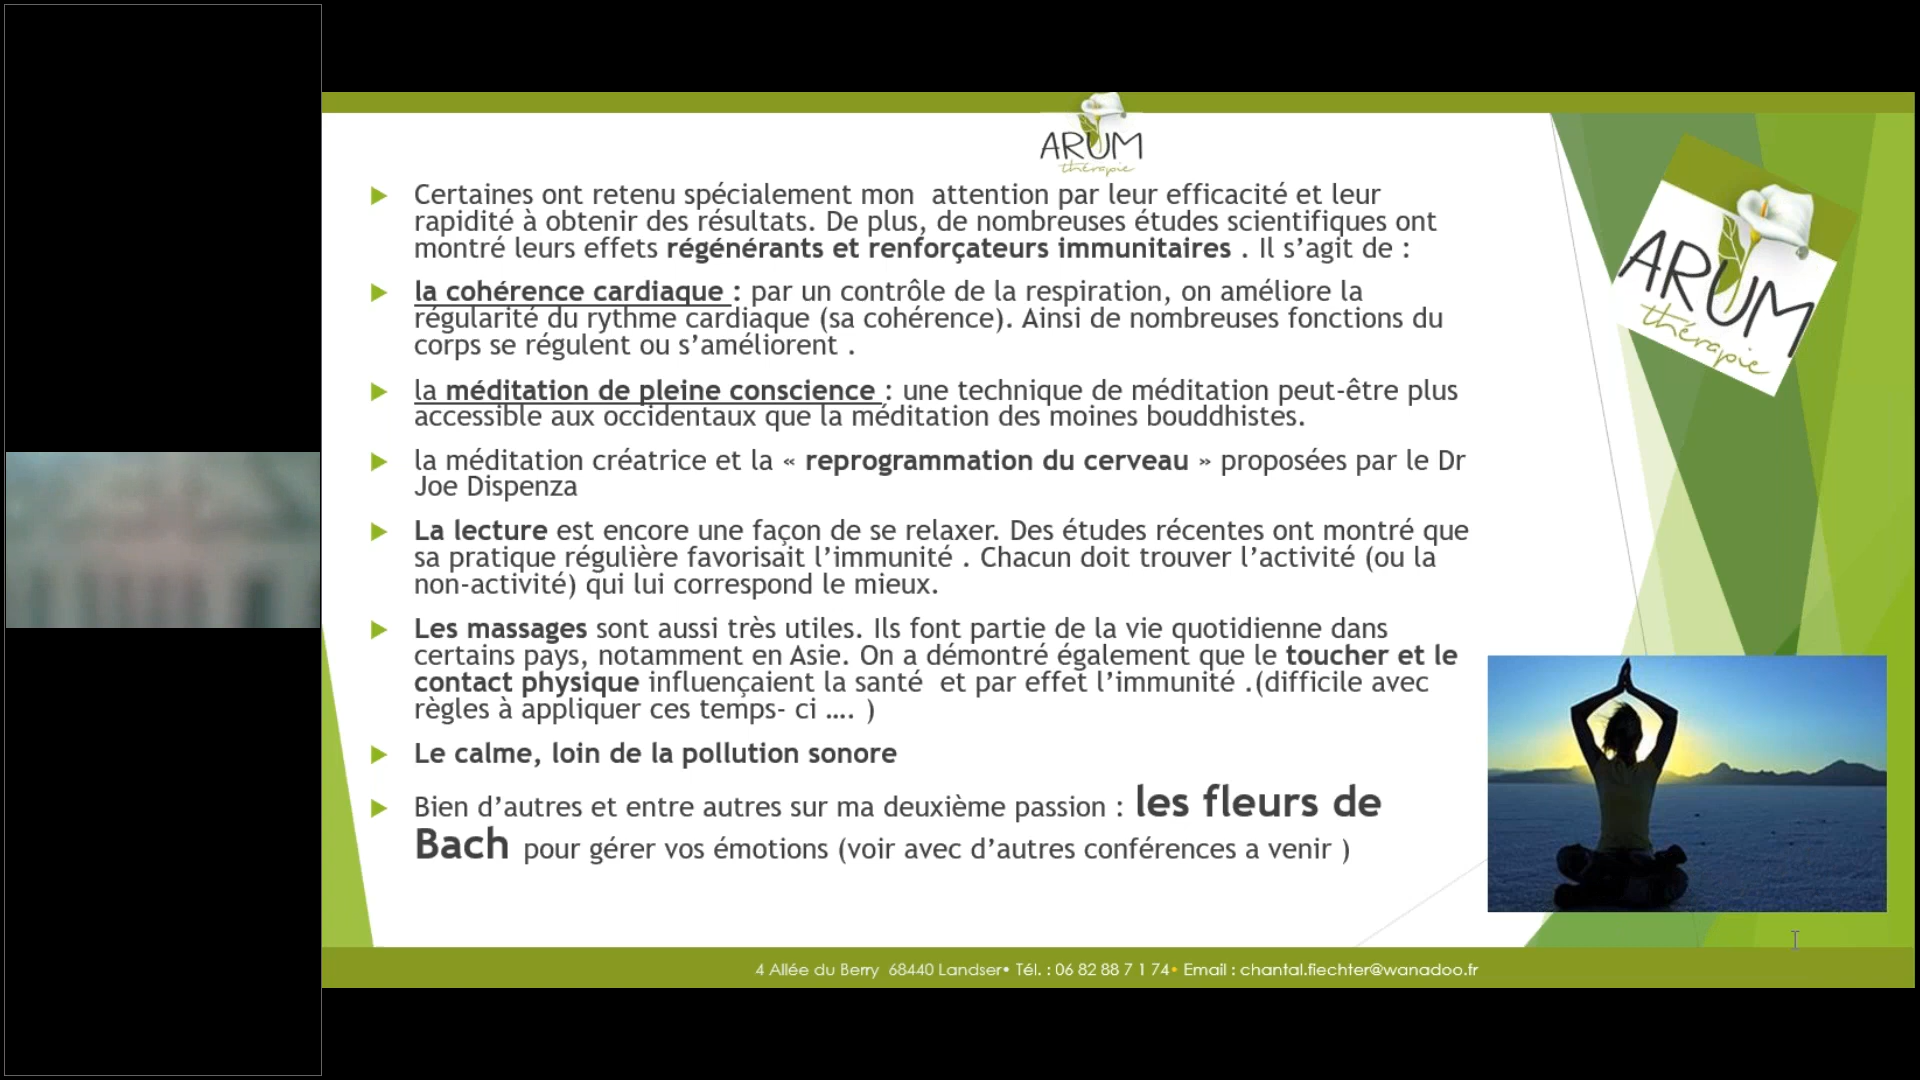 ARUM
thérapie
Certaines ont retenu spécialement mon  attention par leur efficacité et leur
rapidité à obtenir des résultats. De plus, de nombreuses études scientifiques ont
montré leurs effets régénérants et renforçateurs immunitaires . Il s’agit de :
la cohérence cardiaque : par un contrôle de la respiration, on améliore la
régularité du rythme cardiaque (sa cohérence). Ainsi de nombreuses fonctions du
corps se régulent ou s’améliorent .
la méditation de pleine conscience : une technique de méditation peut-être plus
accessible aux occidentaux que la méditation des moines bouddhistes.
la méditation créatrice et la « reprogrammation du cerveau » proposées par le Dr
Joe Dispenza
La lecture est encore une façon de se relaxer. Des études récentes ont montré que
sa pratique régulière favorisait l’immunité . Chacun doit trouver l’activité (ou la
non-activité) qui lui correspond le mieux.
Les massages sont aussi très utiles. Ils font partie de la vie quotidienne dans
certains pays, notamment en Asie. On a démontré également que le toucher et le
contact physique influençaient la santé  et par effet l’immunité .(difficile avec
règles à appliquer ces temps- ci …. )
Le calme, loin de la pollution sonore
Bien d’autres et entre autres sur ma deuxième passion : les fleurs de
Bach pour gérer vos émotions (voir avec d’autres conférences a venir )
ARUM
thérapie
4 Allée du Berry  68440 Landser• Tél. : 06 82 88 7 1 74• Email : chantal.fiechter@wanadoo.fr